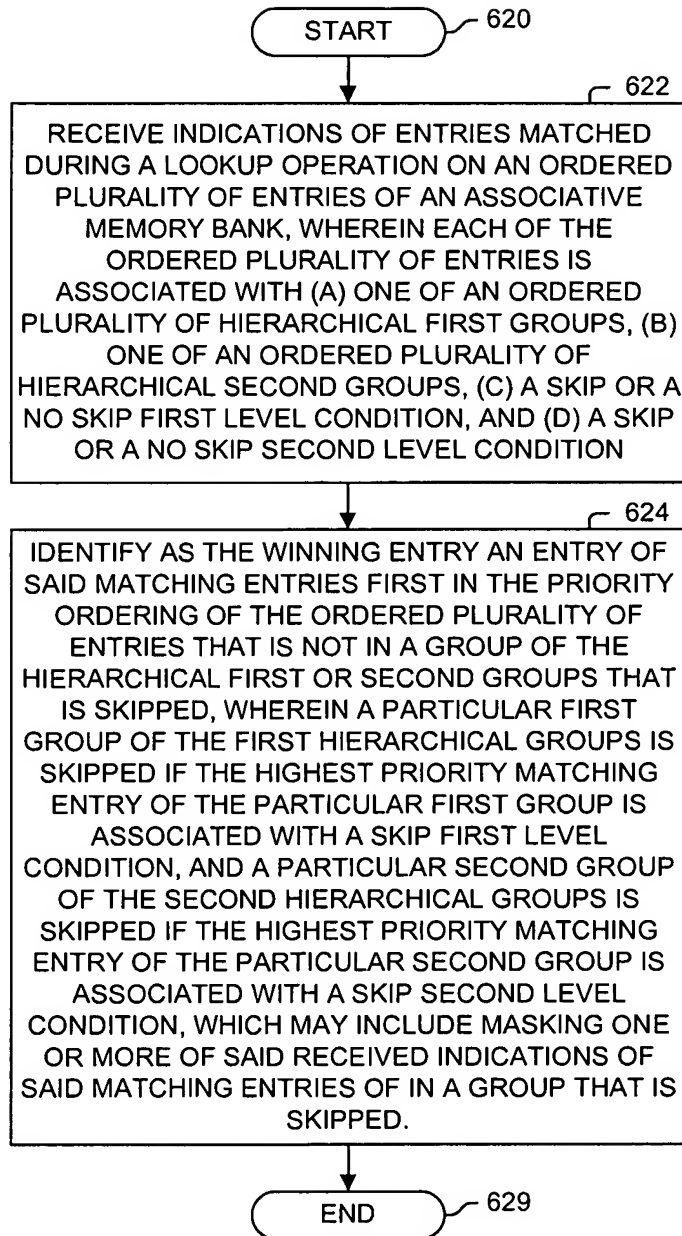 START
620
622
RECEIVE INDICATIONS OF ENTRIES MATCHED
DURING A LOOKUP OPERATION ON AN ORDERED
PLURALITY OF ENTRIES OF AN ASSOCIATIVE
MEMORY BANK, WHEREIN EACH OF THE
ORDERED PLURALITY OF ENTRIES IS
ASSOCIATED WITH (A) ONE OF AN ORDERED
PLURALITY OF HIERARCHICAL FIRST GROUPS, (B)
ONE OF AN ORDERED PLURALITY OF
HIERARCHICAL SECOND GROUPS, (C) A SKIP OR A
NO SKIP FIRST LEVEL CONDITION, AND (D) A SKIP
OR A NO SKIP SECOND LEVEL CONDITION
624
IDENTIFY AS THE WINNING ENTRY AN ENTRY OF
SAID MATCHING ENTRIES FIRST IN THE PRIORITY
ORDERING OF THE ORDERED PLURALITY OF
ENTRIES THAT IS NOT IN A GROUP OF THE
HIERARCHICAL FIRST OR SECOND GROUPS THAT
IS SKIPPED, WHEREIN A PARTICULAR FIRST
GROUP OF THE FIRST HIERARCHICAL GROUPS IS
SKIPPED IF THE HIGHEST PRIORITY MATCHING
ENTRY OF THE PARTICULAR FIRST GROUP IS
ASSOCIATED WITH A SKIP FIRST LEVEL
CONDITION, AND A PARTICULAR SECOND GROUP
OF THE SECOND HIERARCHICAL GROUPS IS
SKIPPED IF THE HIGHEST PRIORITY MATCHING
ENTRY OF THE PARTICULAR SECOND GROUP IS
ASSOCIATED WITH A SKIP SECOND LEVEL
CONDITION, WHICH MAY INCLUDE MASKING ONE
OR MORE OF SAID RECEIVED INDICATIONS OF
SAID MATCHING ENTRIES OF IN A GROUP THAT IS
SKIPPED.
END
629